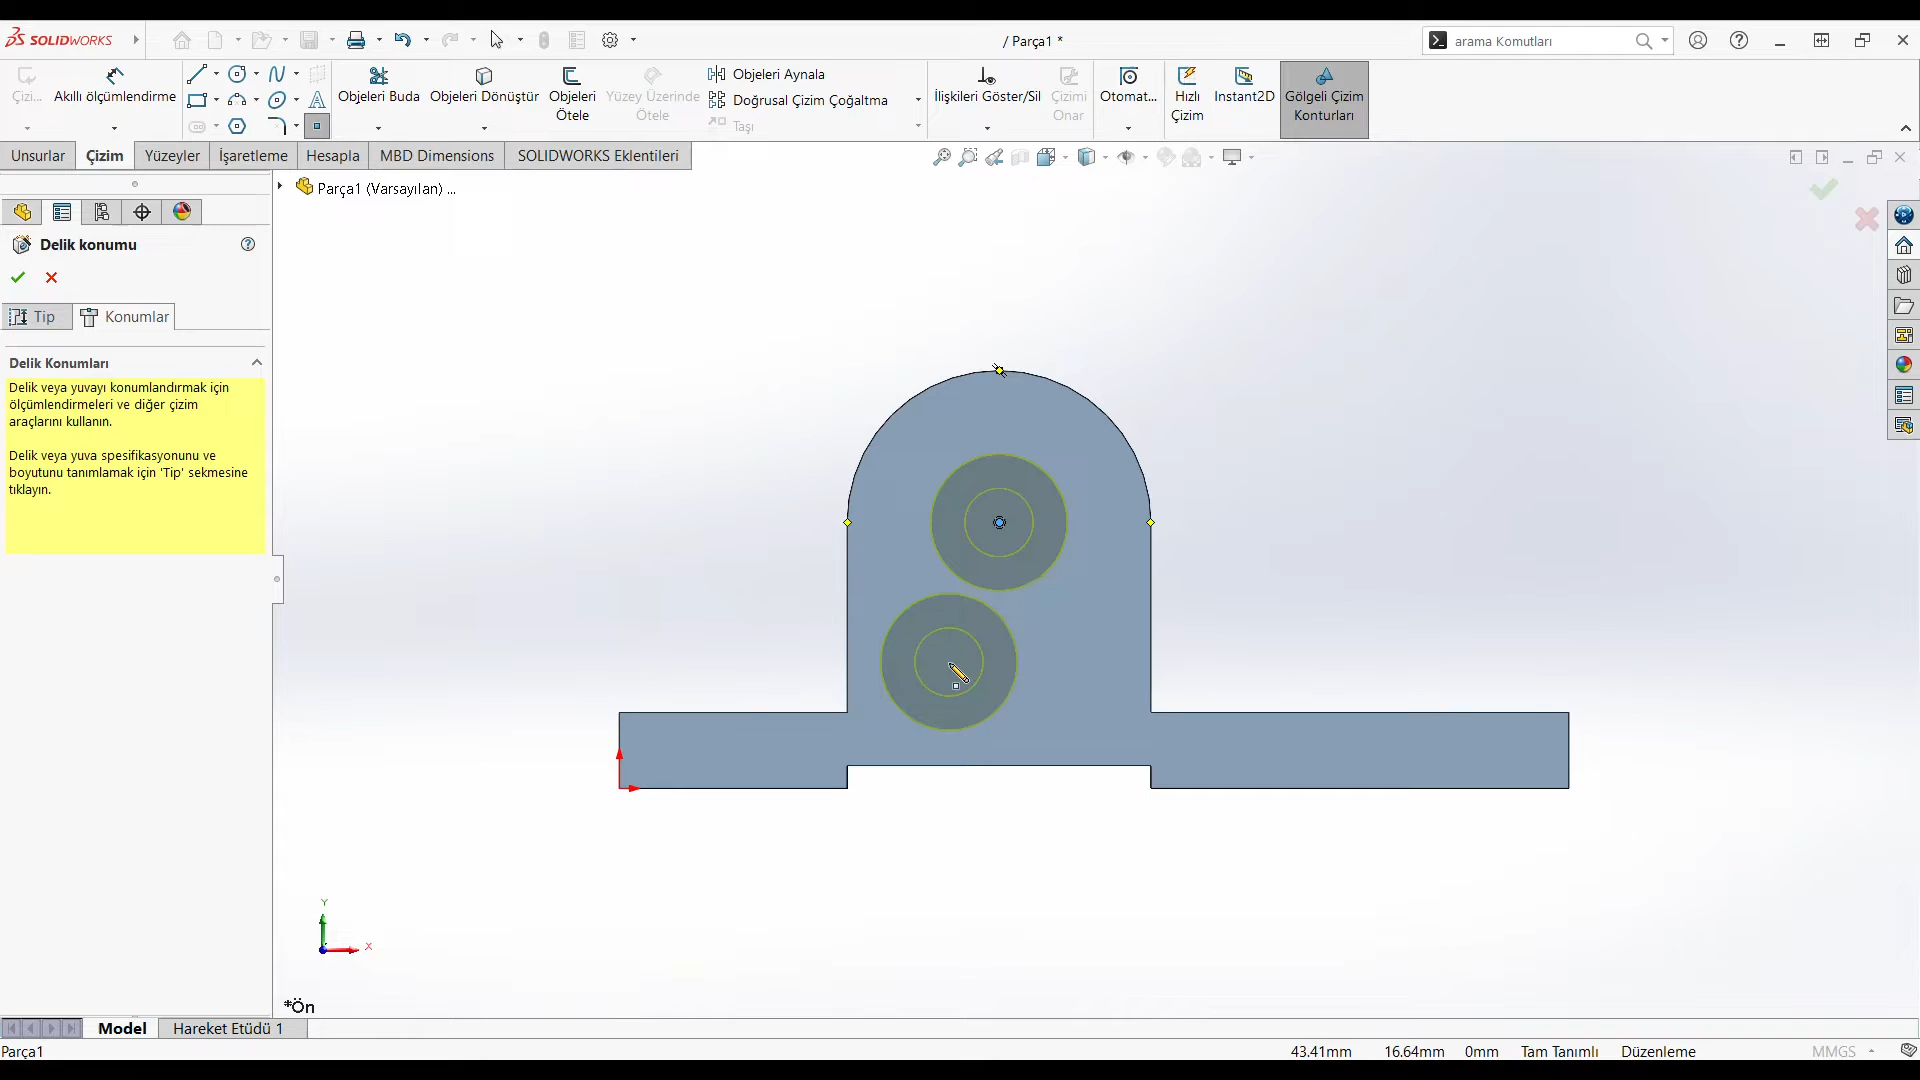 SOLIDWORKS
/ Parça1 *
arama Komutları
Çizi...
Akıllı ölçümlendirme
Objeleri Buda
Objeleri Dönüştür
Objeleri
Ötele
Yüzey Üzerinde
Ötele
Objeleri Aynala
Doğrusal Çizim Çoğaltma
Taşı
İlişkileri Göster/Sil
Çizimi
Onar
Otomat...
Hızlı
Çizim
Instant2D
Gölgeli Çizim
Konturları
Unsurlar
Çizim
Yüzeyler
İşaretleme
Hesapla
MBD Dimensions
SOLIDWORKS Eklentileri
Parça1 (Varsayılan) ...
Delik konumu
Tip
Konumlar
Delik Konumları
Delik veya yuvayı konumlandırmak için
ölçümlendirmeleri ve diğer çizim
araçlarını kullanın.
Delik veya yuva spesifikasyonunu ve
boyutunu tanımlamak için 'Tip' sekmesine
tıklayın.
Y
X
*Ön
Model
Hareket Etüdü 1
Parça1
43.41mm
16.64mm
0mm
Tam Tanımlı
Düzenleme
MMGS